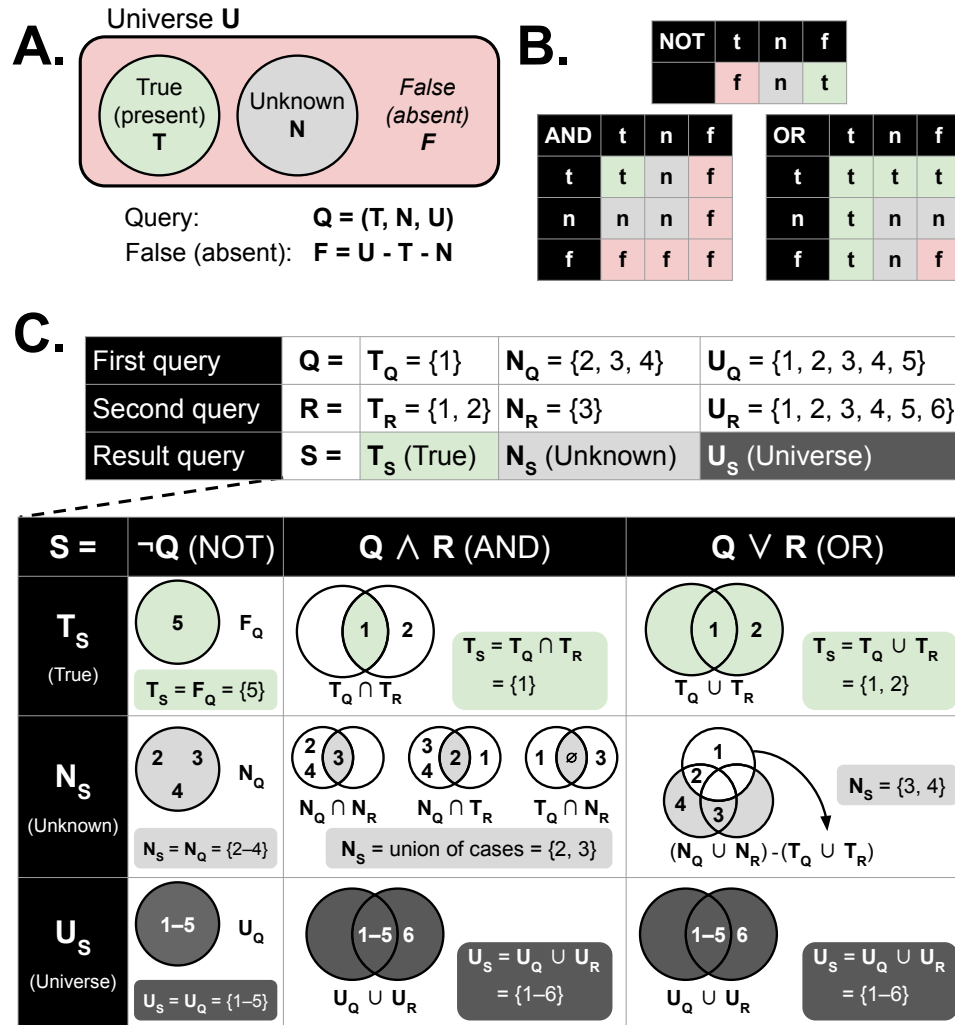 A.
Universe U
True
(present)
T
Unknown
N
False
(absent)
F
Query: Q = (T, N, U)
False (absent): F = U - T - N
B.
NOT t n f
f n t
AND t n f
t t n f
n n n f
f f f f
OR t n f
t t t t
n t n n
f t n f
C.
First query Q = T_Q = {1} N_Q = {2, 3, 4} U_Q = {1, 2, 3, 4, 5}
Second query R = T_R = {1, 2} N_R = {3} U_R = {1, 2, 3, 4, 5, 6}
Result query S = T_S (True) N_S (Unknown) U_S (Universe)
S = ¬Q (NOT) Q ∧ R (AND) Q ∨ R (OR)
T_S
(True)
5 F_Q
T_S = F_Q = {5}
1 2
T_Q ∩ T_R
T_S = T_Q ∩ T_R
= {1}
1 2
T_Q ∪ T_R
T_S = T_Q ∪ T_R
= {1, 2}
N_S
(Unknown)
2 3
4
N_Q
N_S = N_Q = {2–4}
2
4 3
N_Q ∩ N_R
3
4 2 1
N_Q ∩ T_R
1 ∅ 3
T_Q ∩ N_R
N_S = union of cases = {2, 3}
1
2
4 3
(N_Q ∪ N_R) - (T_Q ∪ T_R)
N_S = {3, 4}
U_S
(Universe)
1–5 U_Q
U_S = U_Q = {1–5}
1–5 6
U_Q ∪ U_R
U_S = U_Q ∪ U_R
= {1–6}
1–5 6
U_Q ∪ U_R
U_S = U_Q ∪ U_R
= {1–6}